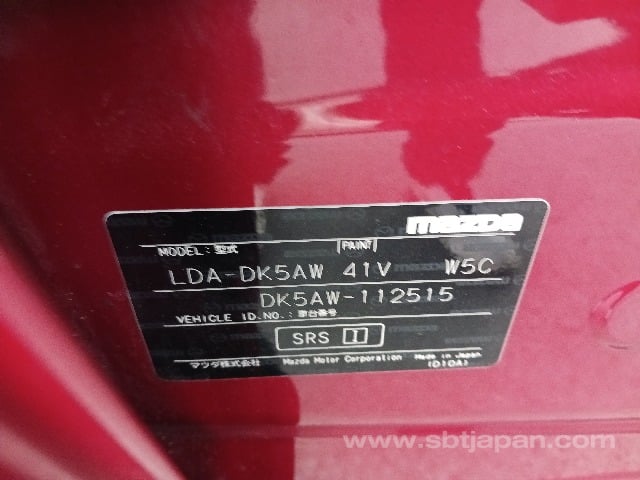 mazda
MODEL:型式 PAINT
LDA-DK5AW 41V W5C
DK5AW-112515
VEHICLE ID.NO.:車台番号
SRS I
マツダ株式会社 Mazda Motor Corporation Made in Japan
(D10A)
www.sbtjapan.com